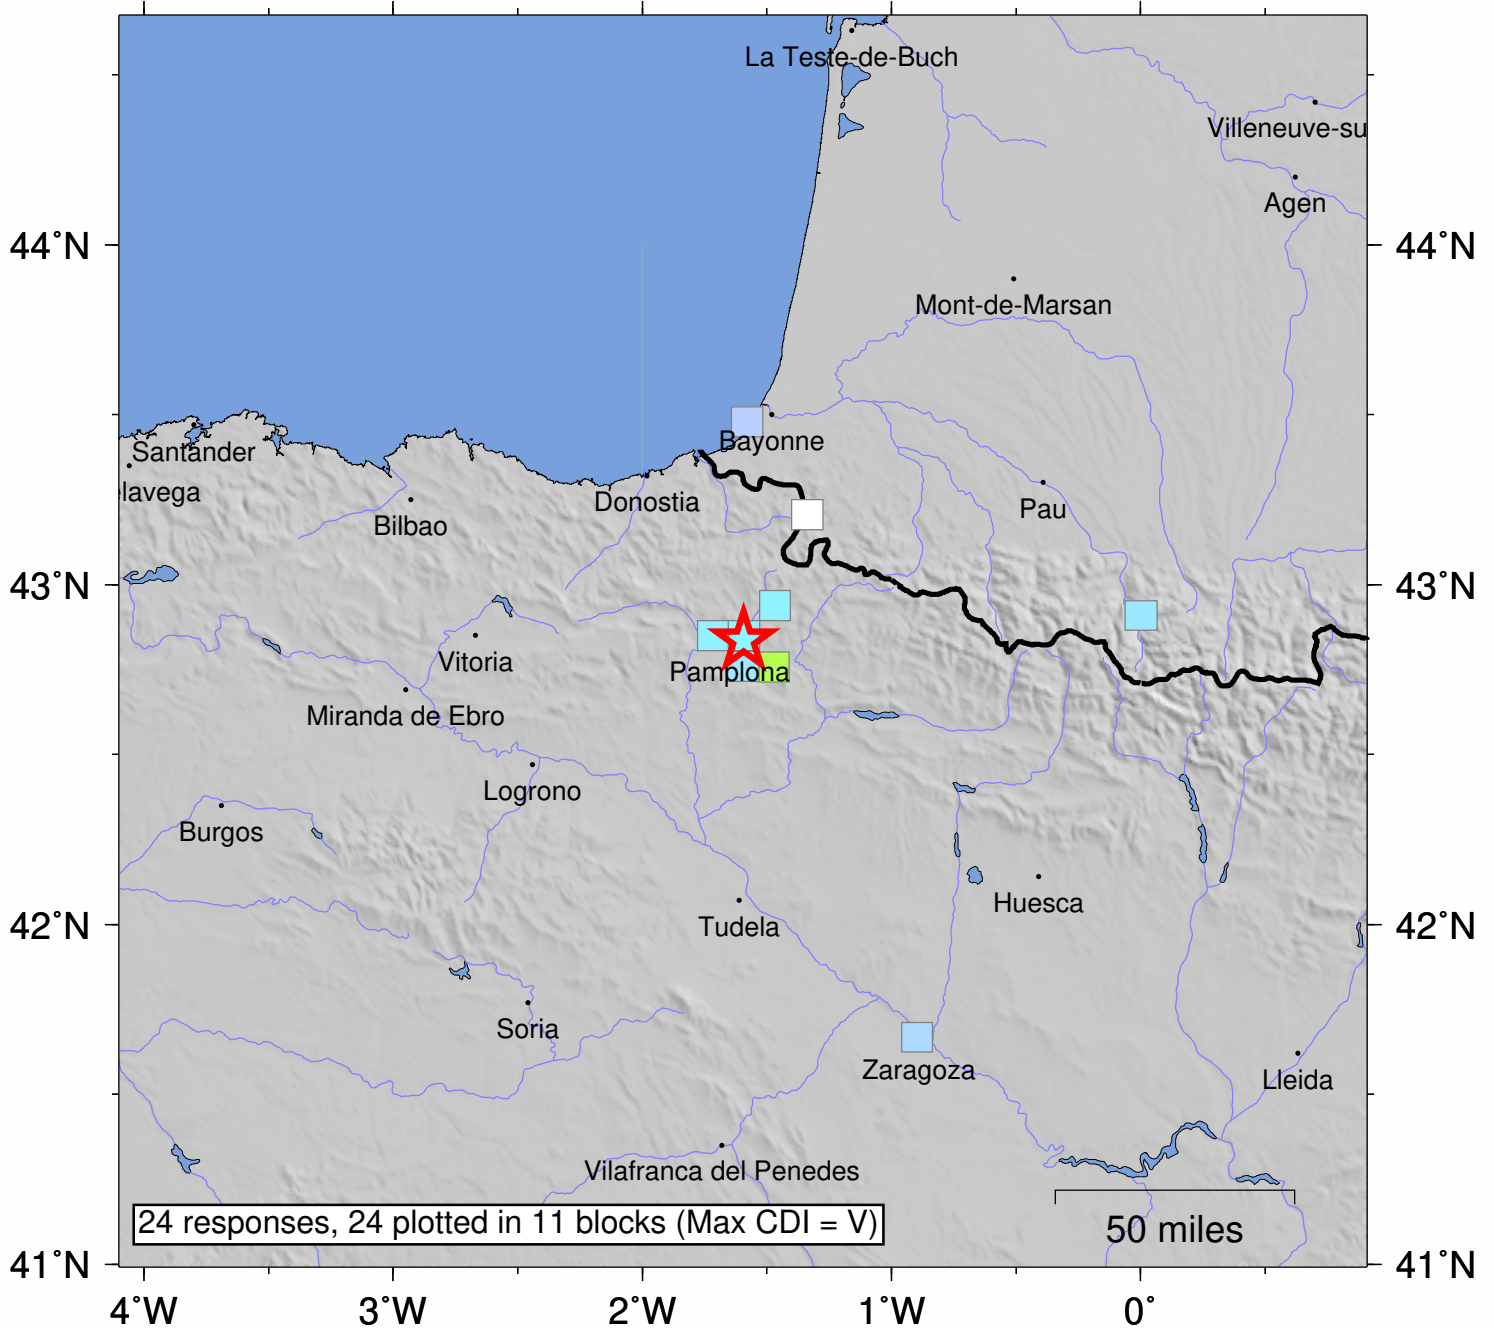 La Teste-de-Buch
Villeneuve-su
Agen
44°N
44°N
Mont-de-Marsan
Bayonne
Santander
elavega
Donostia
Bilbao
Pau
43°N
43°N
Vitoria
Pamplona
Miranda de Ebro
Logrono
Burgos
Huesca
Tudela
42°N
42°N
Soria
Zaragoza
Lleida
Vilafranca del Penedes
24 responses, 24 plotted in 11 blocks (Max CDI = V)
50 miles
41°N
41°N
4°W
3°W
2°W
1°W
0°